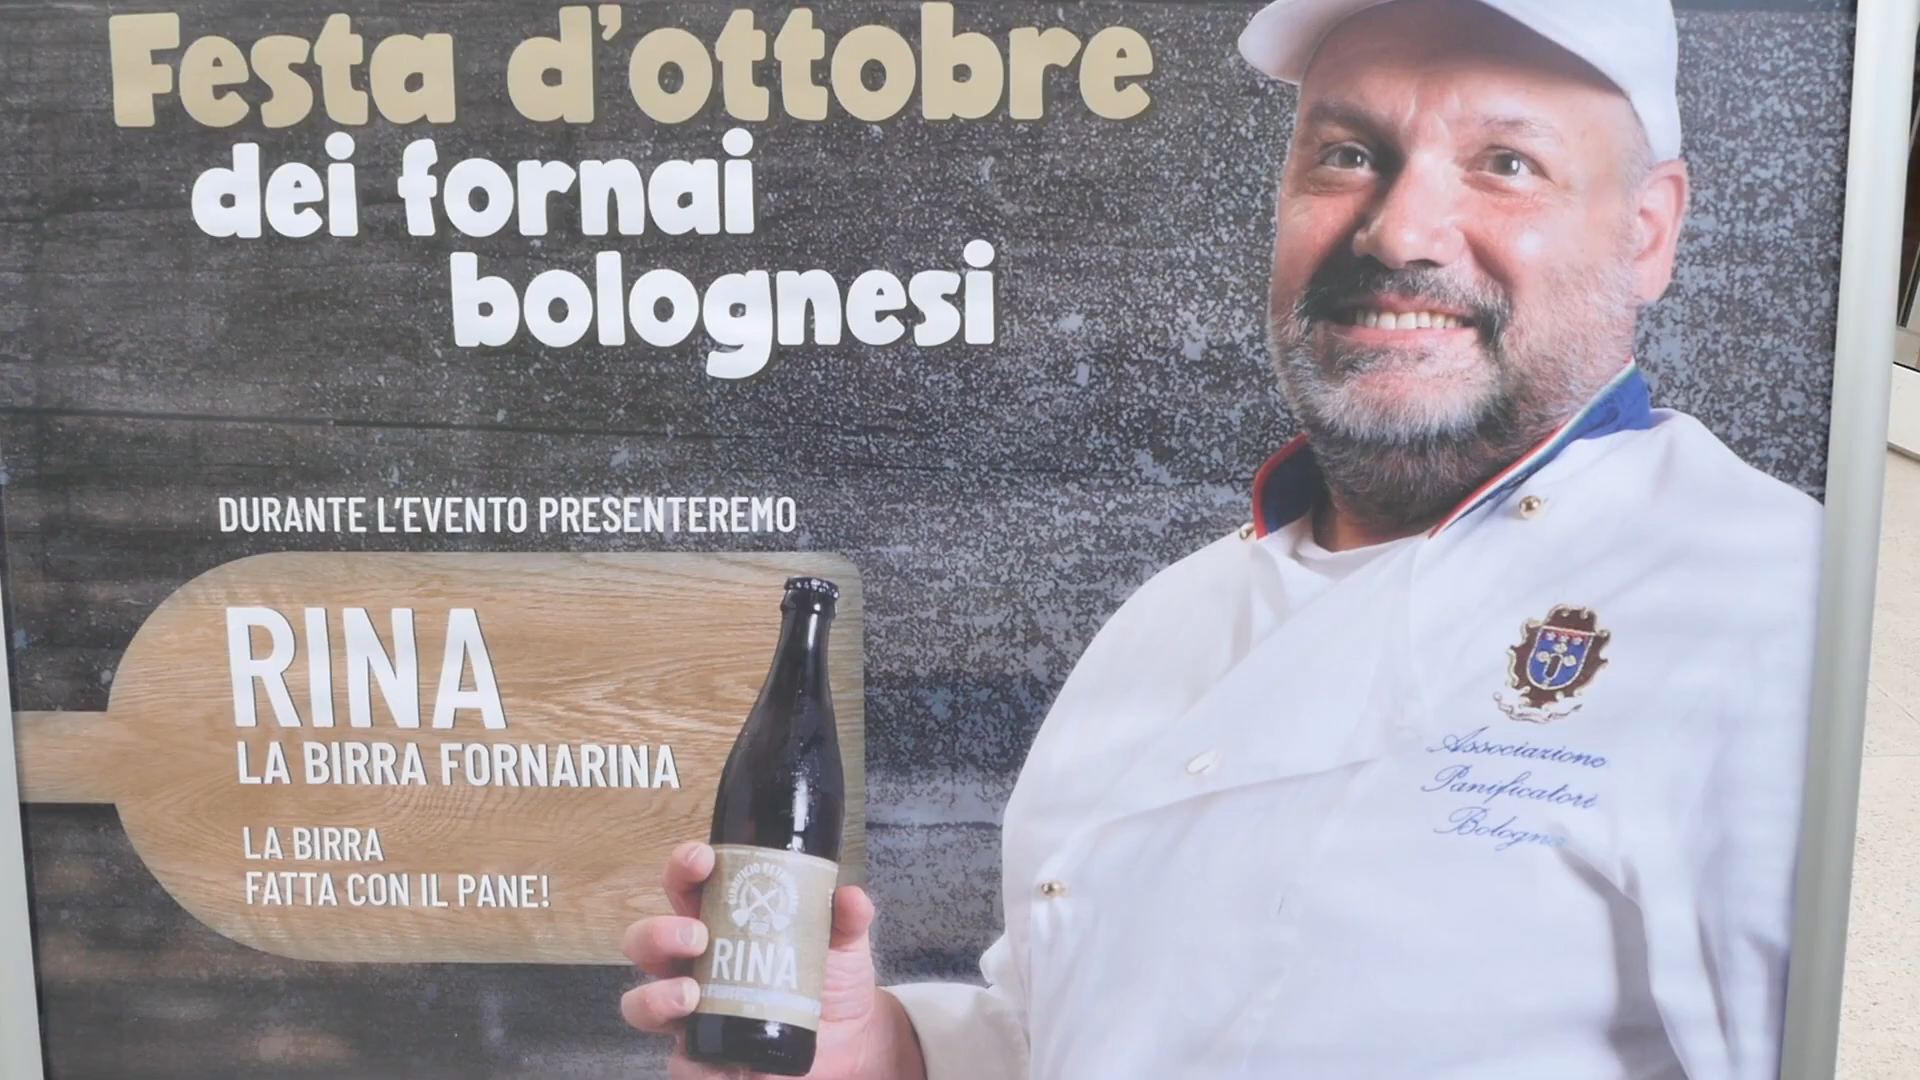 Festa d'ottobre
dei fornai
bolognesi
DURANTE L'EVENTO PRESENTEREMO
RINA
LA BIRRA FORNARINA
LA BIRRA
FATTA CON IL PANE!
RINA
Associazione
Panificatori
Bologna